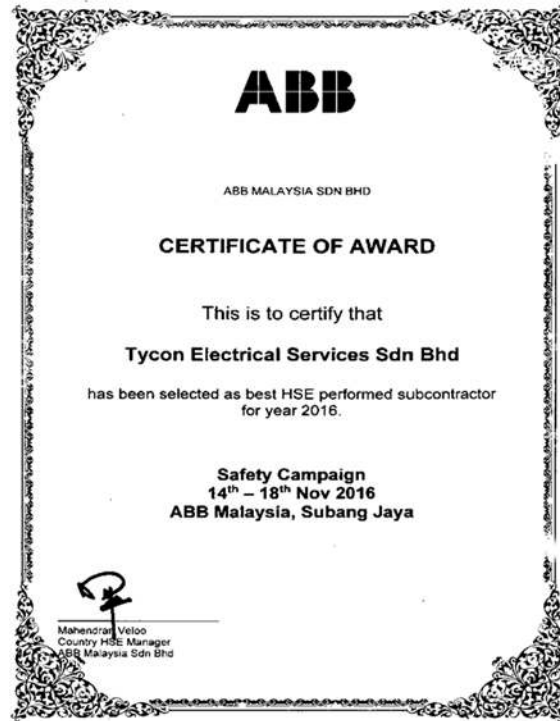 ABB
ABB MALAYSIA SDN BHD
CERTIFICATE OF AWARD
This is to certify that
Tycon Electrical Services Sdn Bhd
has been selected as best HSE performed subcontractor
for year 2016.
Safety Campaign
14th – 18th Nov 2016
ABB Malaysia, Subang Jaya
Mahendran Veloo
Country HSE Manager
ABB Malaysia Sdn Bhd